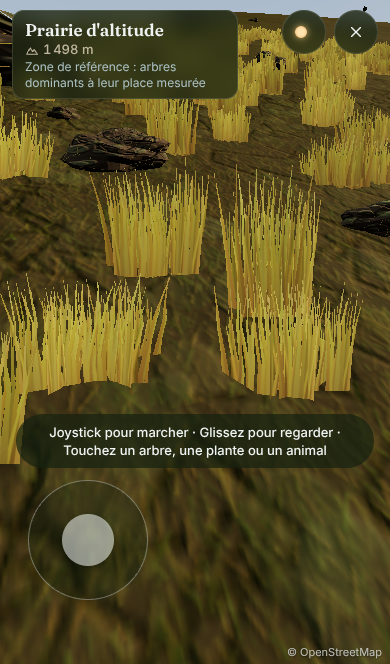 Prairie d'altitude
1 498 m
Zone de référence : arbres
dominants à leur place mesurée
Joystick pour marcher · Glissez pour regarder ·
Touchez un arbre, une plante ou un animal
© OpenStreetMap